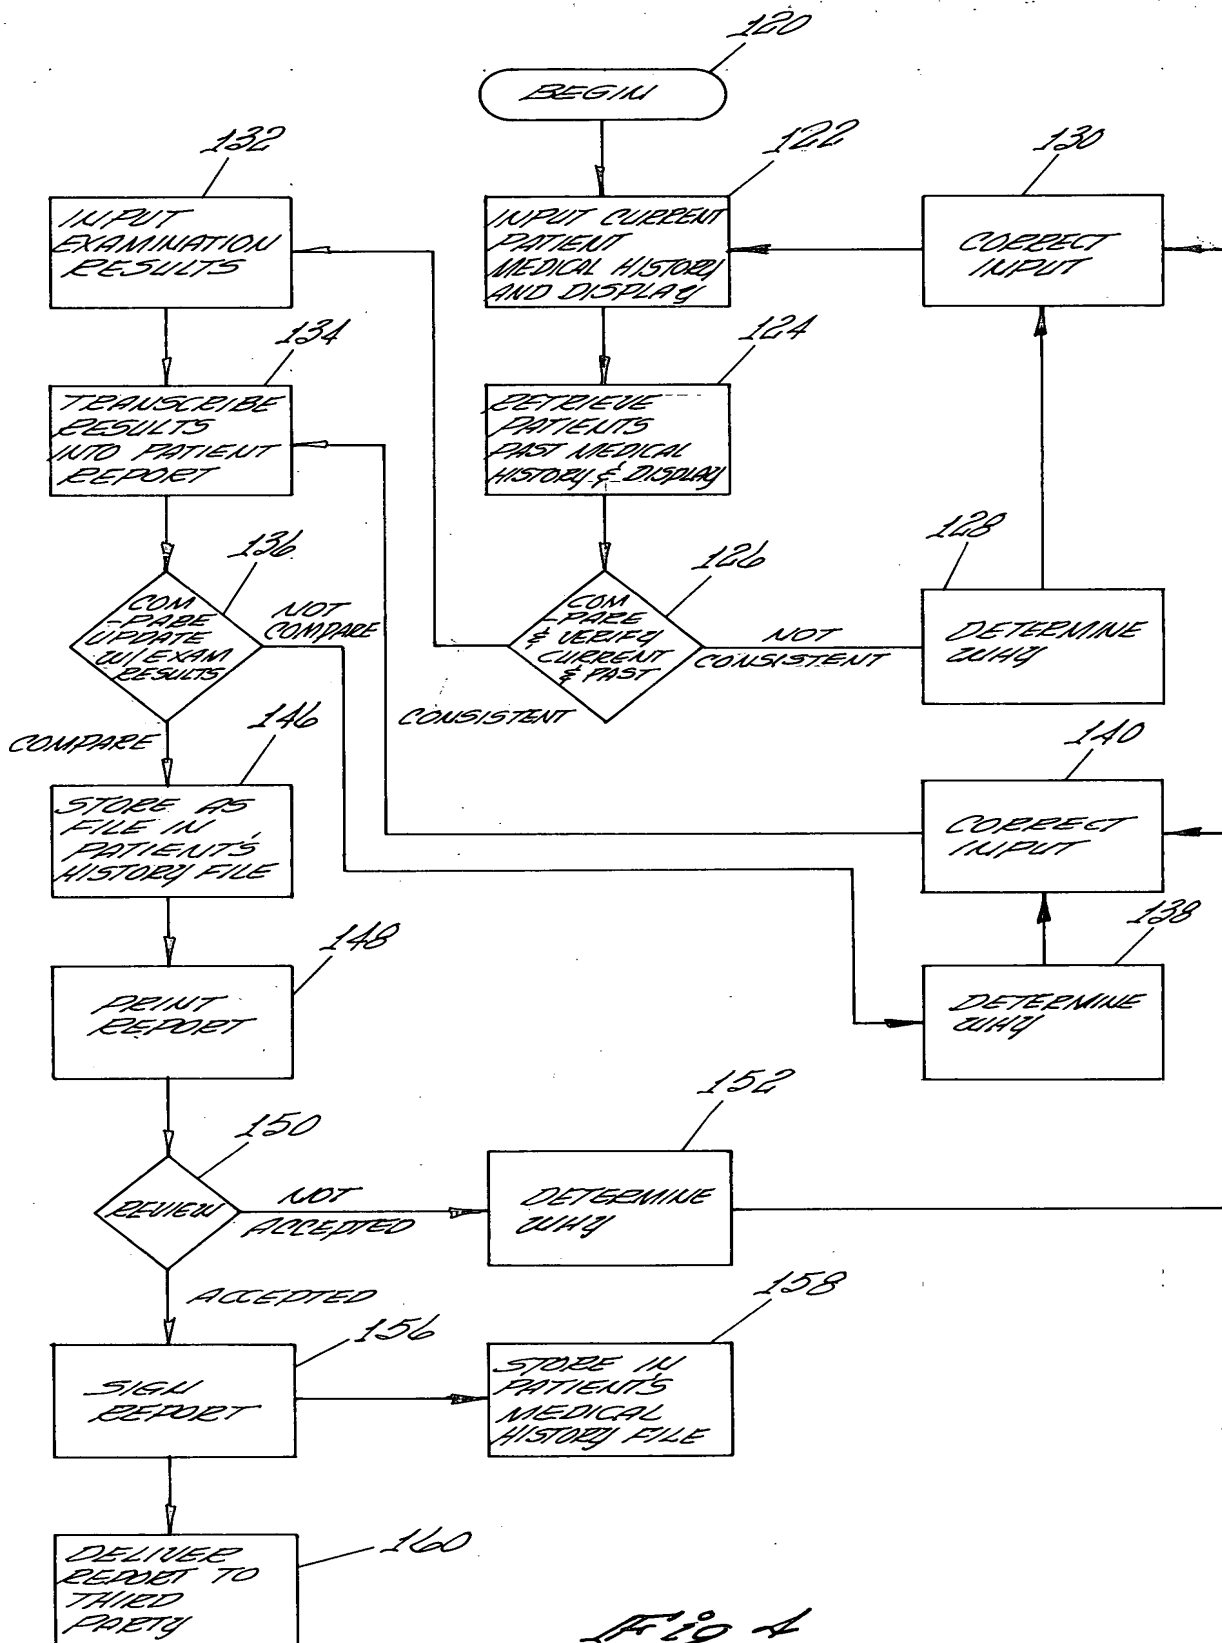 120
BEGIN
132
INPUT
EXAMINATION
RESULTS
122
INPUT CURRENT
PATIENT
MEDICAL HISTORY
AND DISPLAY
130
CORRECT
INPUT
134
TRANSCRIBE
RESULTS
INTO PATIENT
REPORT
124
RETRIEVE
PATIENTS
PAST MEDICAL
HISTORY & DISPLAY
136
COM
-PABE
UPDATE
W/EXAM
RESULTS
NOT
COMPARE
126
COM
-PARE
& VERIFY
CURRENT
& PAST
NOT
CONSISTENT
128
DETERMINE
WHY
CONSISTENT
COMPARE
146
STORE AS
FILE IN
PATIENT'S
HISTORY FILE
140
CORRECT
INPUT
148
PRINT
REPORT
138
DETERMINE
WHY
150
REVIEW
NOT
ACCEPTED
152
DETERMINE
WHY
ACCEPTED
156
SIGN
REPORT
158
STORE IN
PATIENT'S
MEDICAL
HISTORY FILE
160
DELIVER
REPORT TO
THIRD
PARTY
Fig 4